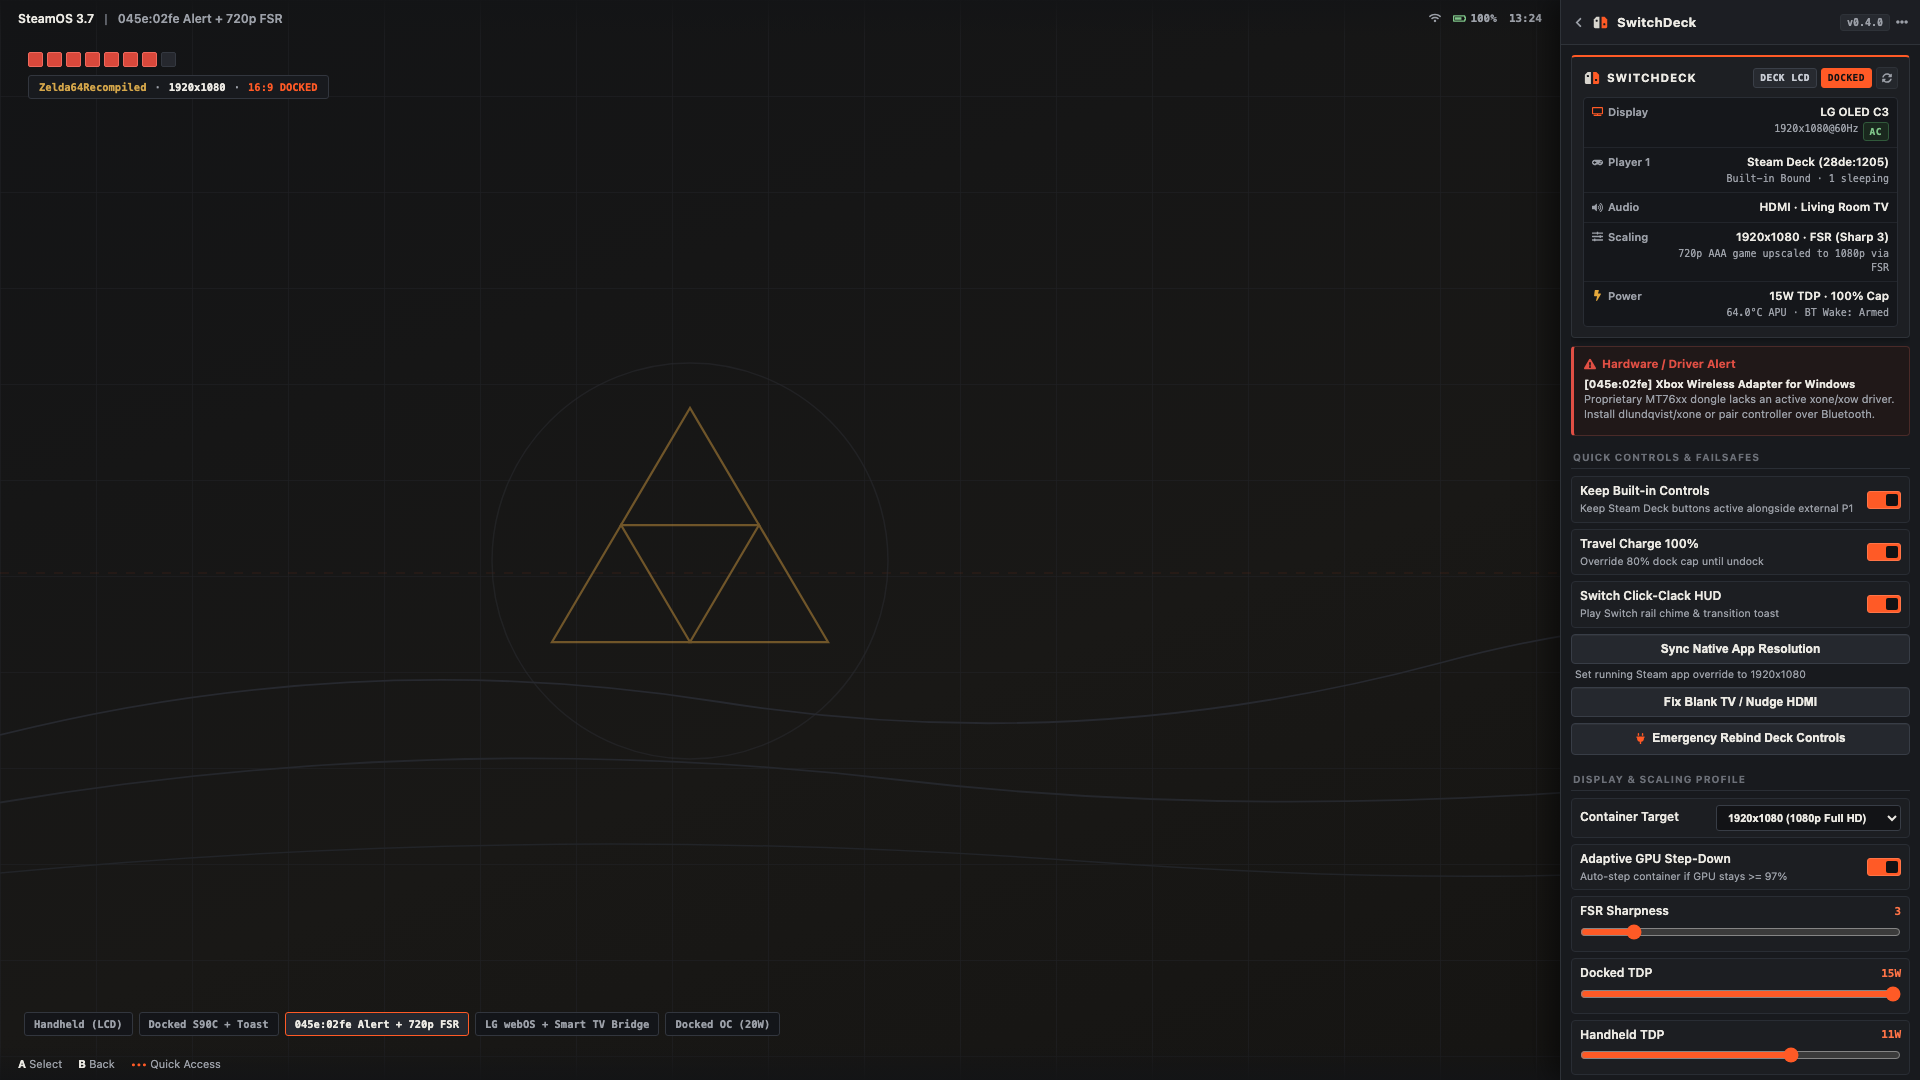 SteamOS 3.7 | 045e:02fe Alert + 720p FSR
100% 13:24
Zelda64Recompiled · 1920x1080 · 16:9 DOCKED
Handheld (LCD)
Docked S90C + Toast
045e:02fe Alert + 720p FSR
LG webOS + Smart TV Bridge
Docked OC (20W)
A Select B Back ••• Quick Access
SwitchDeck
v0.4.0
SWITCHDECK
DECK LCD
DOCKED
Display
LG OLED C3
1920x1080@60Hz AC
Player 1
Steam Deck (28de:1205)
Built-in Bound · 1 sleeping
Audio
HDMI · Living Room TV
Scaling
1920x1080 · FSR (Sharp 3)
720p AAA game upscaled to 1080p via
FSR
Power
15W TDP · 100% Cap
64.0°C APU · BT Wake: Armed
Hardware / Driver Alert
[045e:02fe] Xbox Wireless Adapter for Windows
Proprietary MT76xx dongle lacks an active xone/xow driver.
Install dlundqvist/xone or pair controller over Bluetooth.
QUICK CONTROLS & FAILSAFES
Keep Built-in Controls
Keep Steam Deck buttons active alongside external P1
Travel Charge 100%
Override 80% dock cap until undock
Switch Click-Clack HUD
Play Switch rail chime & transition toast
Sync Native App Resolution
Set running Steam app override to 1920x1080
Fix Blank TV / Nudge HDMI
Emergency Rebind Deck Controls
DISPLAY & SCALING PROFILE
Container Target
1920x1080 (1080p Full HD)
Adaptive GPU Step-Down
Auto-step container if GPU stays >= 97%
FSR Sharpness
3
Docked TDP
15W
Handheld TDP
11W